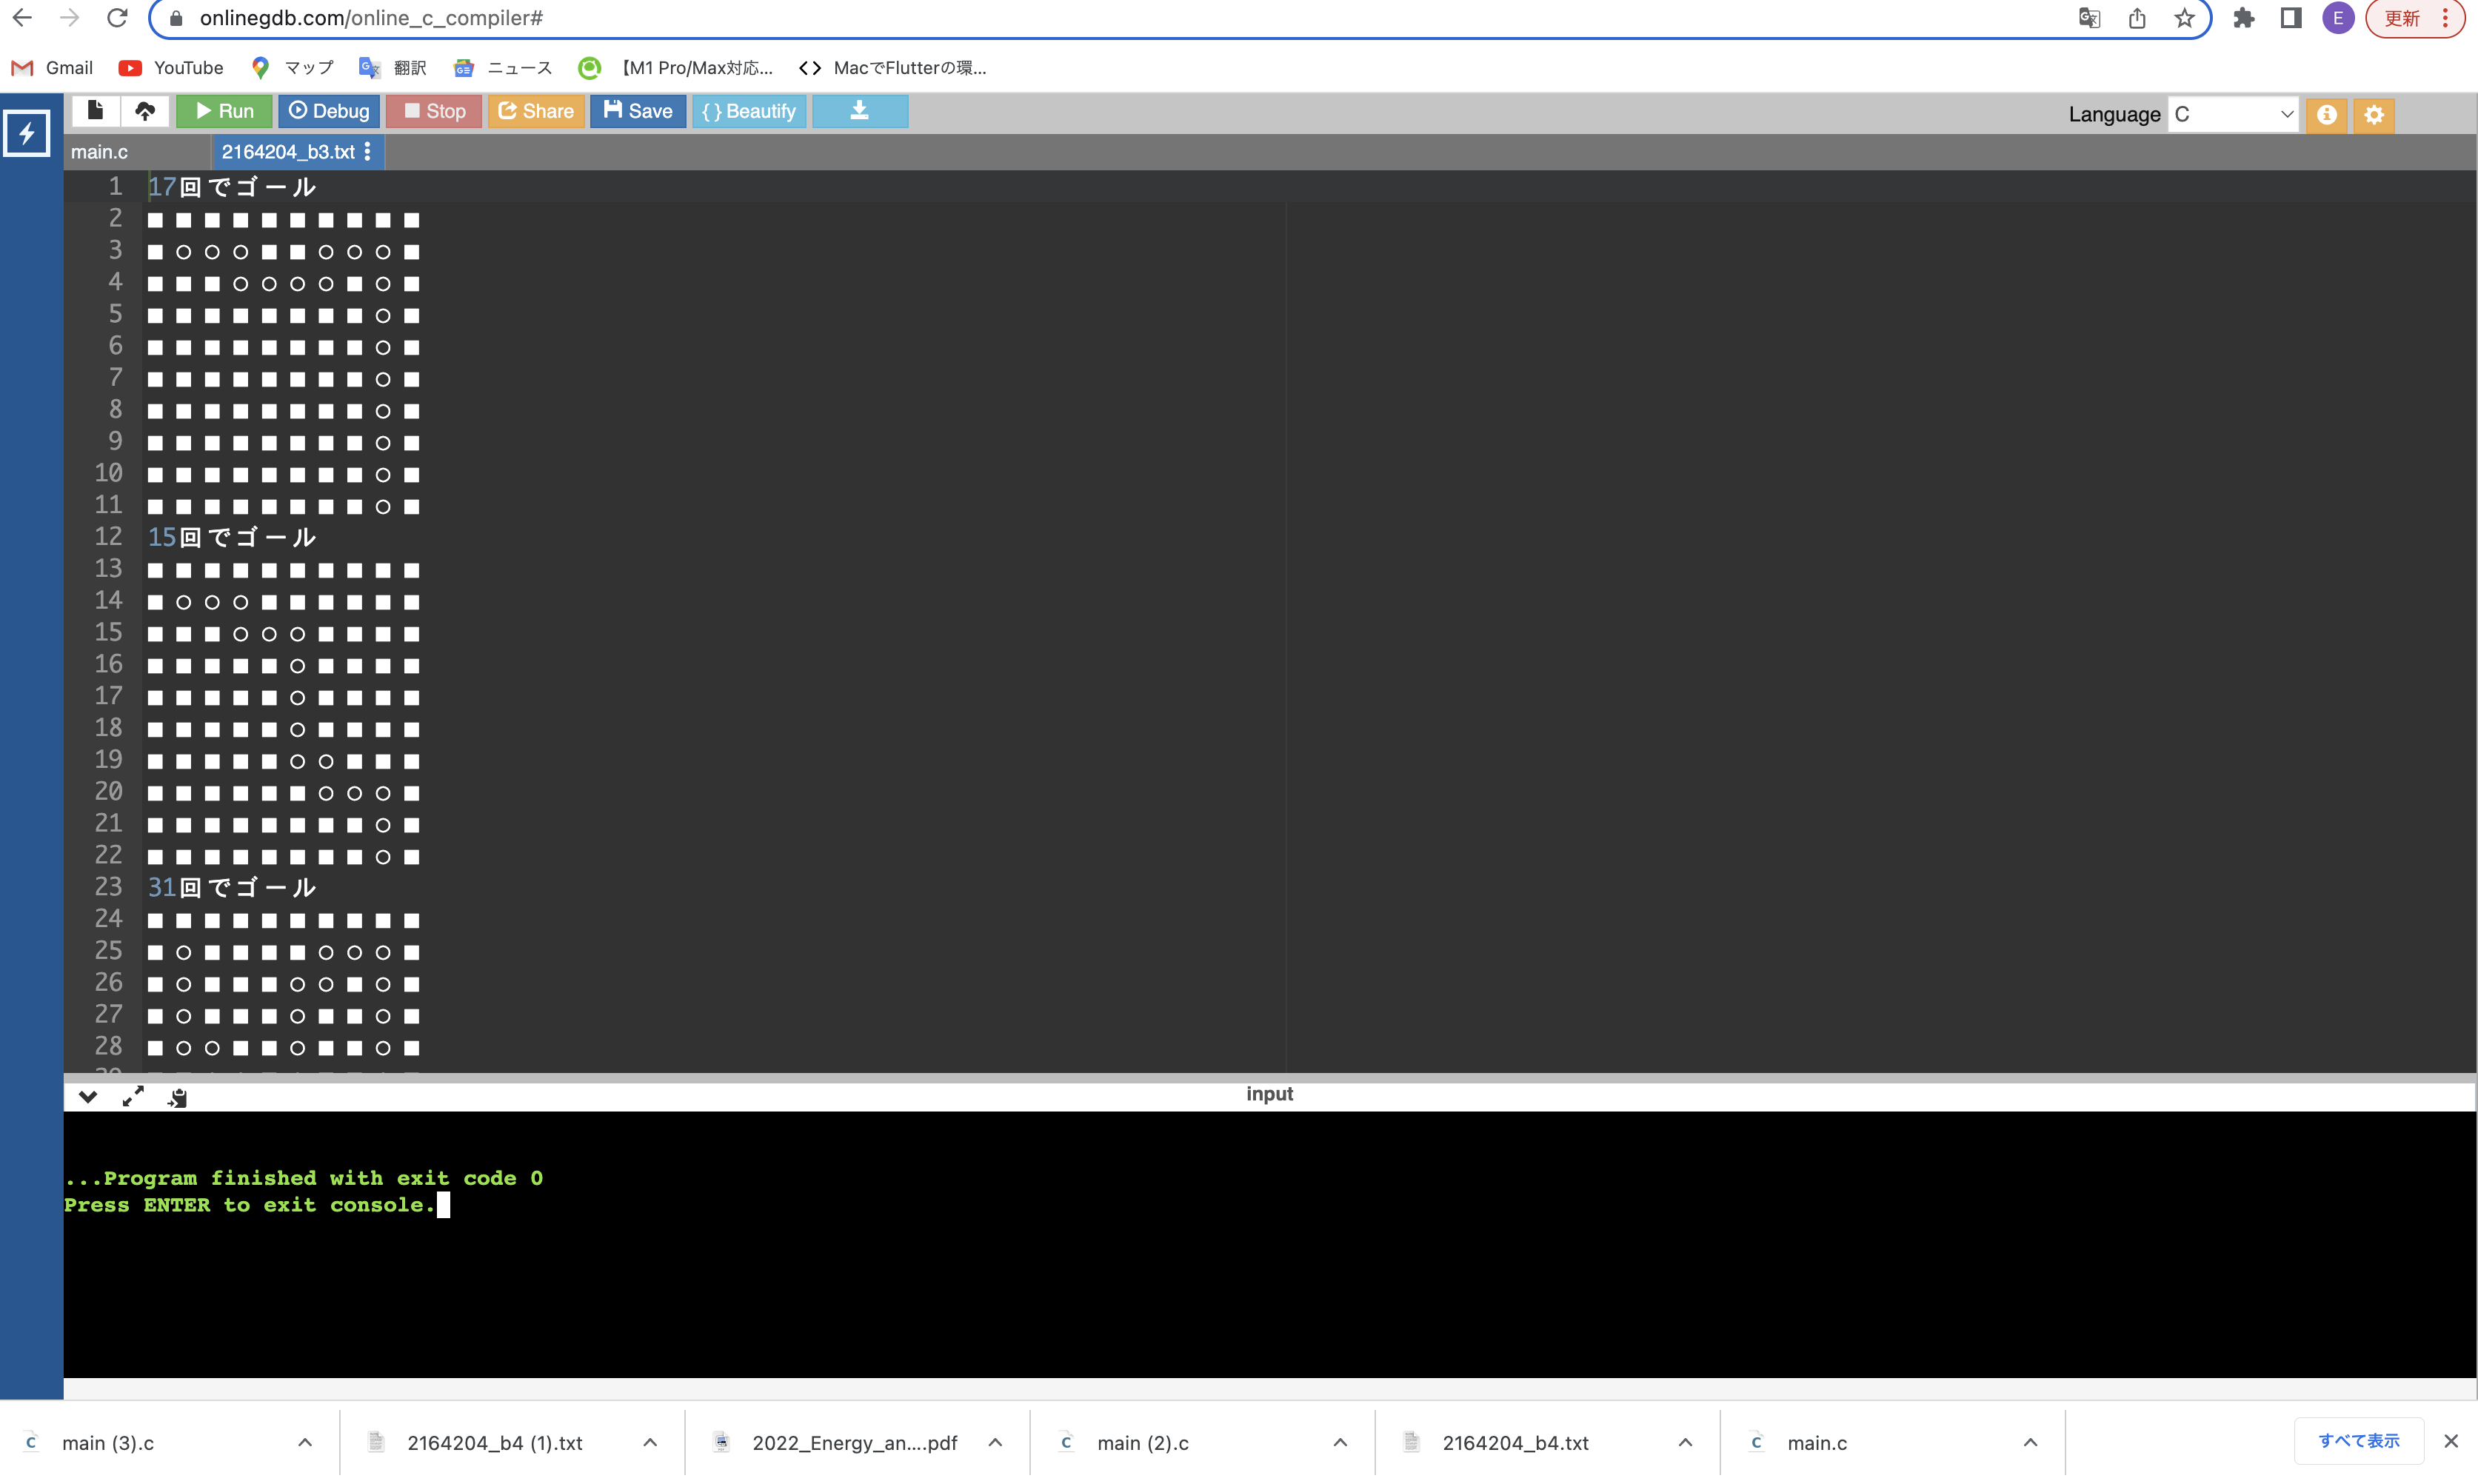 onlinegdb.com/online_c_compiler#
E
更新
Gmail YouTube マップ 翻訳 ニュース 【M1 Pro/Max対応... MacでFlutterの環...
Run Debug Stop Share Save { } Beautify
Language C
main.c 2164204_b3.txt
1 17回でゴール
2 ■ ■ ■ ■ ■ ■ ■ ■ ■ ■
3 ■ ○ ○ ○ ■ ■ ○ ○ ○ ■
4 ■ ■ ■ ○ ○ ○ ○ ■ ○ ■
5 ■ ■ ■ ■ ■ ■ ■ ■ ○ ■
6 ■ ■ ■ ■ ■ ■ ■ ■ ○ ■
7 ■ ■ ■ ■ ■ ■ ■ ■ ○ ■
8 ■ ■ ■ ■ ■ ■ ■ ■ ○ ■
9 ■ ■ ■ ■ ■ ■ ■ ■ ○ ■
10 ■ ■ ■ ■ ■ ■ ■ ■ ○ ■
11 ■ ■ ■ ■ ■ ■ ■ ■ ○ ■
12 15回でゴール
13 ■ ■ ■ ■ ■ ■ ■ ■ ■ ■
14 ■ ○ ○ ○ ■ ■ ■ ■ ■ ■
15 ■ ■ ■ ○ ○ ○ ■ ■ ■ ■
16 ■ ■ ■ ■ ■ ○ ■ ■ ■ ■
17 ■ ■ ■ ■ ■ ○ ■ ■ ■ ■
18 ■ ■ ■ ■ ■ ○ ■ ■ ■ ■
19 ■ ■ ■ ■ ■ ○ ○ ■ ■ ■
20 ■ ■ ■ ■ ■ ■ ○ ○ ○ ■
21 ■ ■ ■ ■ ■ ■ ■ ■ ○ ■
22 ■ ■ ■ ■ ■ ■ ■ ■ ○ ■
23 31回でゴール
24 ■ ■ ■ ■ ■ ■ ■ ■ ■ ■
25 ■ ○ ■ ■ ■ ■ ○ ○ ○ ■
26 ■ ○ ■ ■ ■ ○ ○ ■ ○ ■
27 ■ ○ ■ ■ ■ ○ ■ ■ ○ ■
28 ■ ○ ○ ■ ■ ○ ■ ■ ○ ■
input
...Program finished with exit code 0
Press ENTER to exit console.
main (3).c 2164204_b4 (1).txt 2022_Energy_an....pdf main (2).c 2164204_b4.txt main.c すべて表示